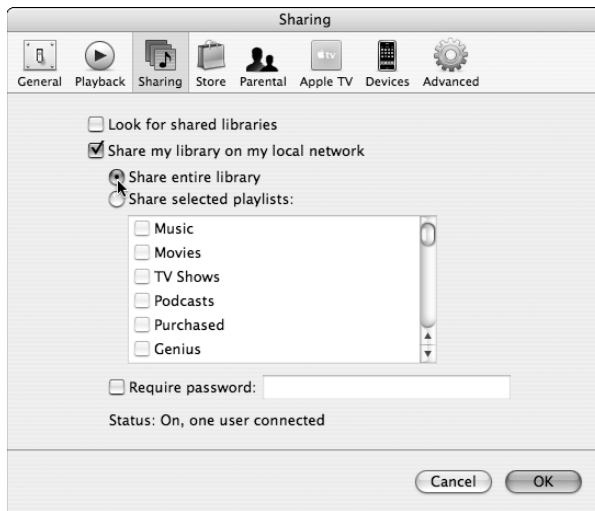 Sharing
General Playback Sharing Store Parental Apple TV Devices Advanced
Look for shared libraries
Share my library on my local network
Share entire library
Share selected playlists:
Music
Movies
TV Shows
Podcasts
Purchased
Genius
Require password:
Status: On, one user connected
Cancel OK